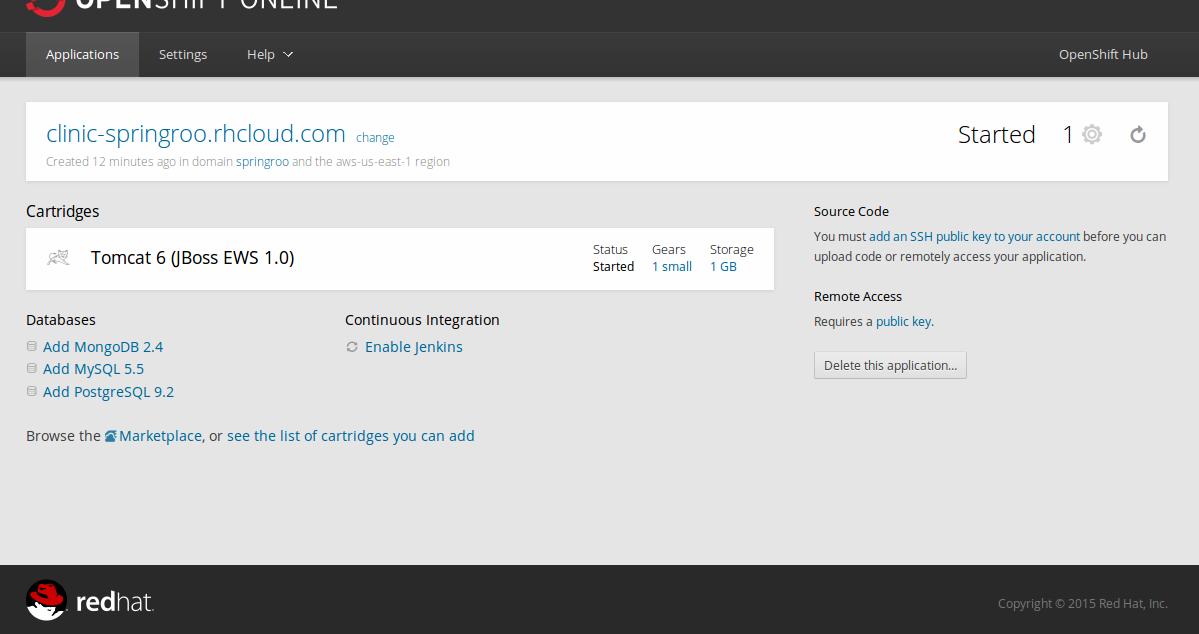 OPENSHIFT ONLINE
Applications Settings Help OpenShift Hub
clinic-springroo.rhcloud.com change
Started 1
Created 12 minutes ago in domain springroo and the aws-us-east-1 region
Cartridges
Tomcat 6 (JBoss EWS 1.0)
Status Gears Storage
Started 1 small 1 GB
Databases
Add MongoDB 2.4
Add MySQL 5.5
Add PostgreSQL 9.2
Continuous Integration
Enable Jenkins
Browse the Marketplace, or see the list of cartridges you can add
Source Code
You must add an SSH public key to your account before you can
upload code or remotely access your application.
Remote Access
Requires a public key.
Delete this application...
redhat.
Copyright © 2015 Red Hat, Inc.